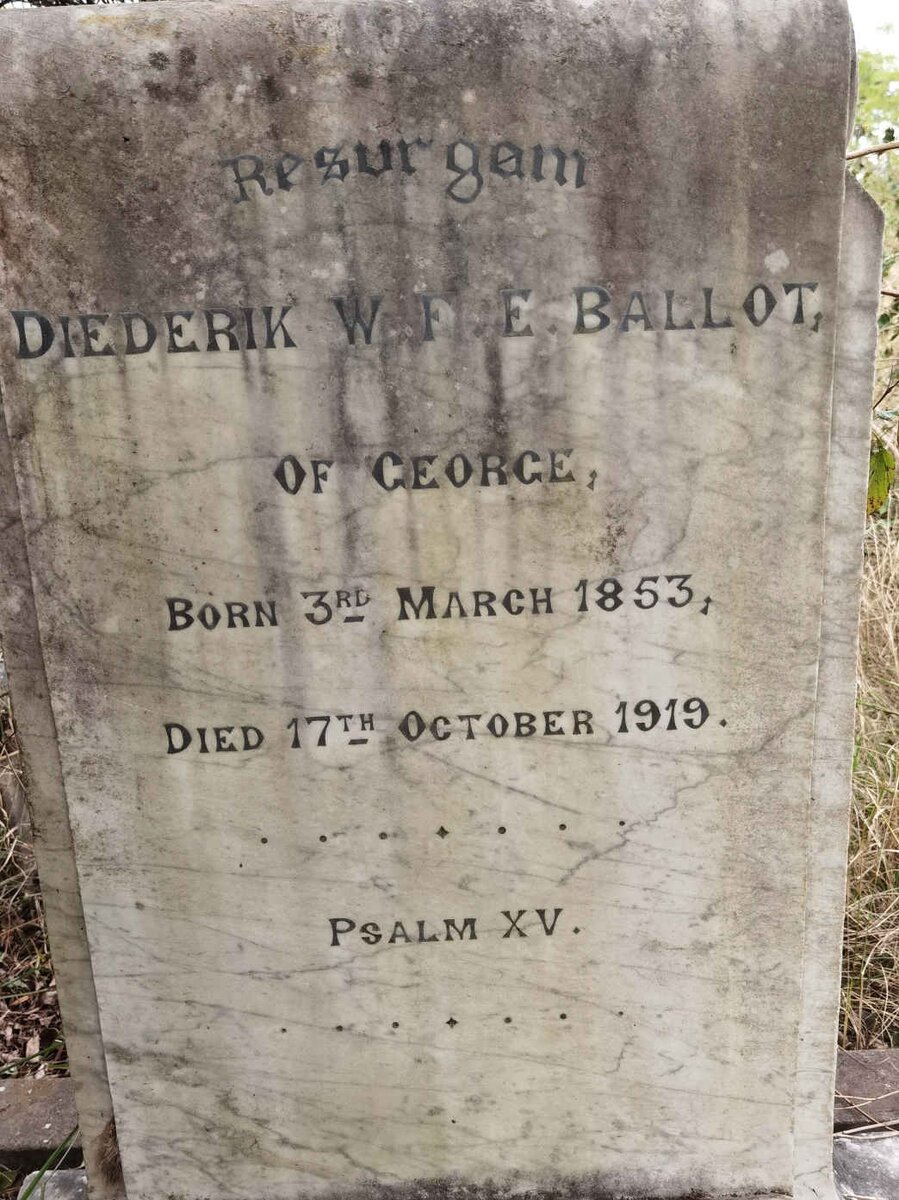 Resurgam
DIEDERIK W. F. E. BALLOT,
OF GEORGE,
BORN 3RD MARCH 1853,
DIED 17TH OCTOBER 1919.
PSALM XV.